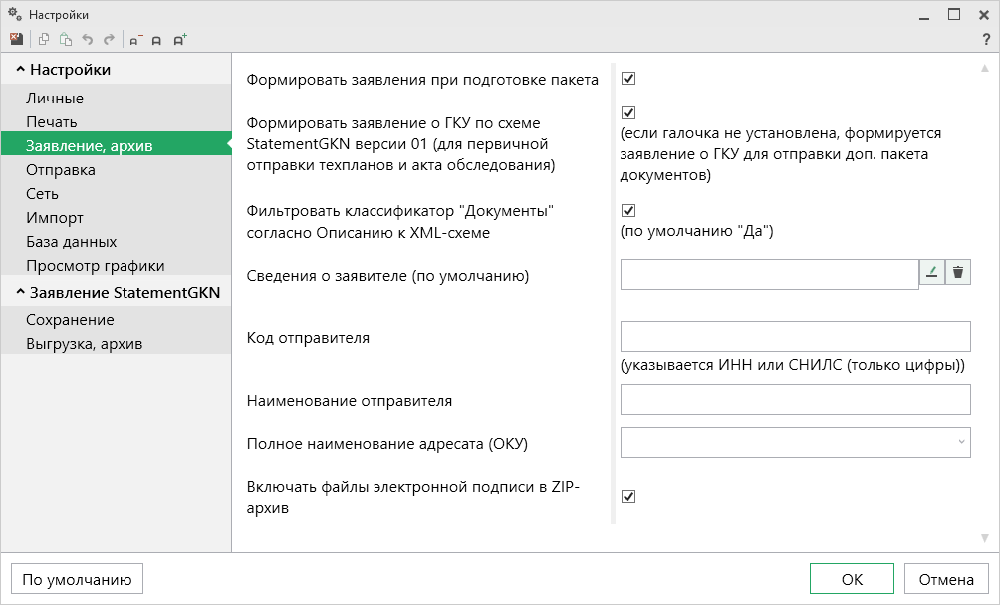 Настройки
?
Настройки
Личные
Печать
Заявление, архив
Отправка
Сеть
Импорт
База данных
Просмотр графики
Заявление StatementGKN
Сохранение
Выгрузка, архив
Формировать заявления при подготовке пакета
Формировать заявление о ГКУ по схеме
StatementGKN версии 01 (для первичной
отправки техпланов и акта обследования)
(если галочка не установлена, формируется
заявление о ГКУ для отправки доп. пакета
документов)
Фильтровать классификатор "Документы"
согласно Описанию к XML-схеме
(по умолчанию "Да")
Сведения о заявителе (по умолчанию)
Код отправителя
(указывается ИНН или СНИЛС (только цифры))
Наименование отправителя
Полное наименование адресата (ОКУ)
Включать файлы электронной подписи в ZIP-
архив
По умолчанию
ОК
Отмена